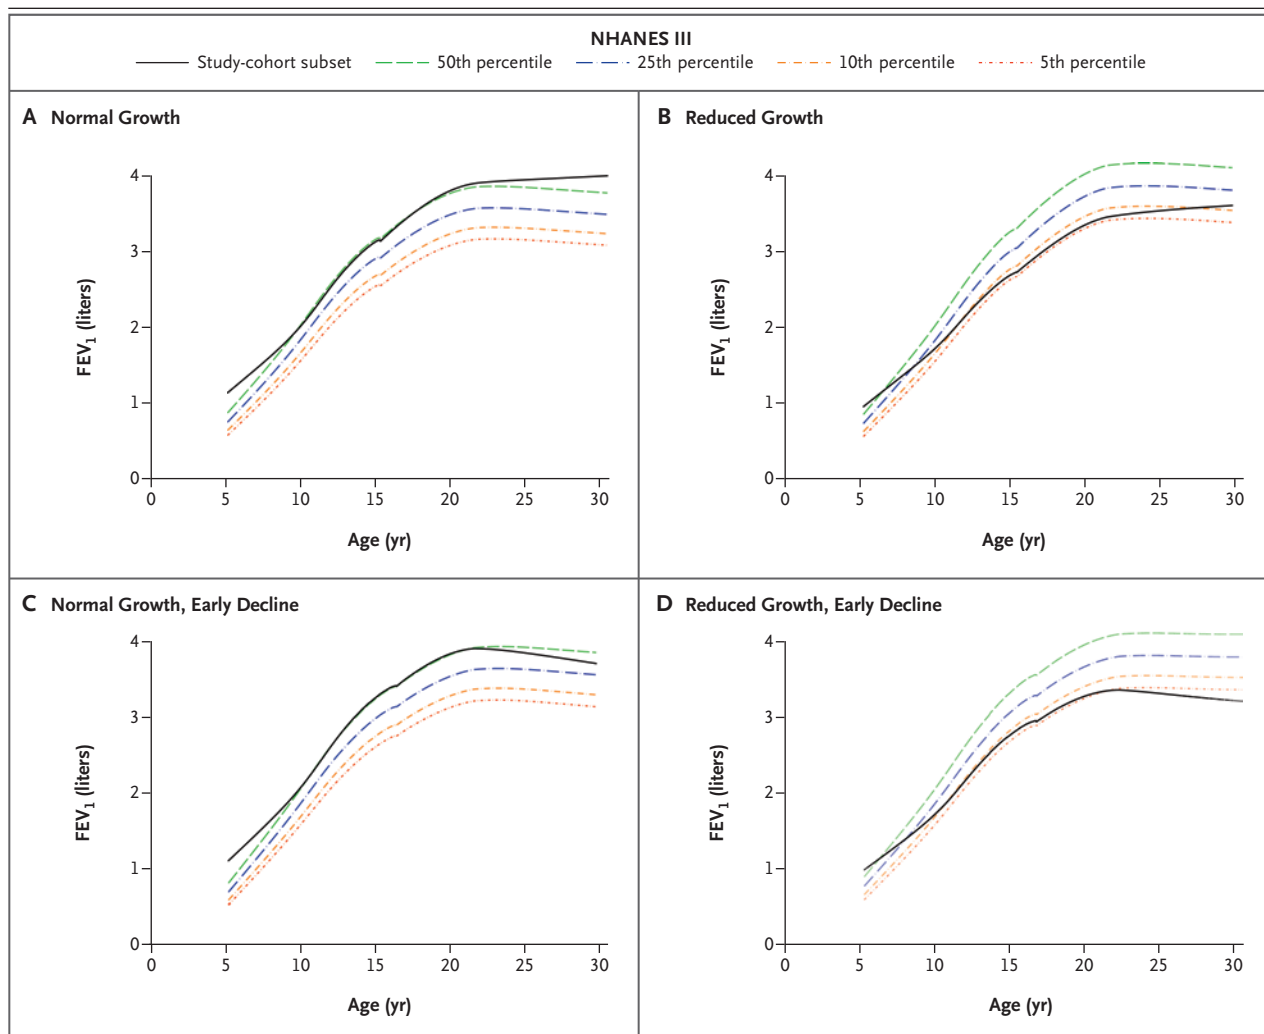 NHANES III
Study-cohort subset 50th percentile 25th percentile 10th percentile 5th percentile
A Normal Growth
4
3
2
1
0
FEV1 (liters)
0 5 10 15 20 25 30
Age (yr)
B Reduced Growth
4
3
2
1
0
FEV1 (liters)
0 5 10 15 20 25 30
Age (yr)
C Normal Growth, Early Decline
4
3
2
1
0
FEV1 (liters)
0 5 10 15 20 25 30
Age (yr)
D Reduced Growth, Early Decline
4
3
2
1
0
FEV1 (liters)
0 5 10 15 20 25 30
Age (yr)